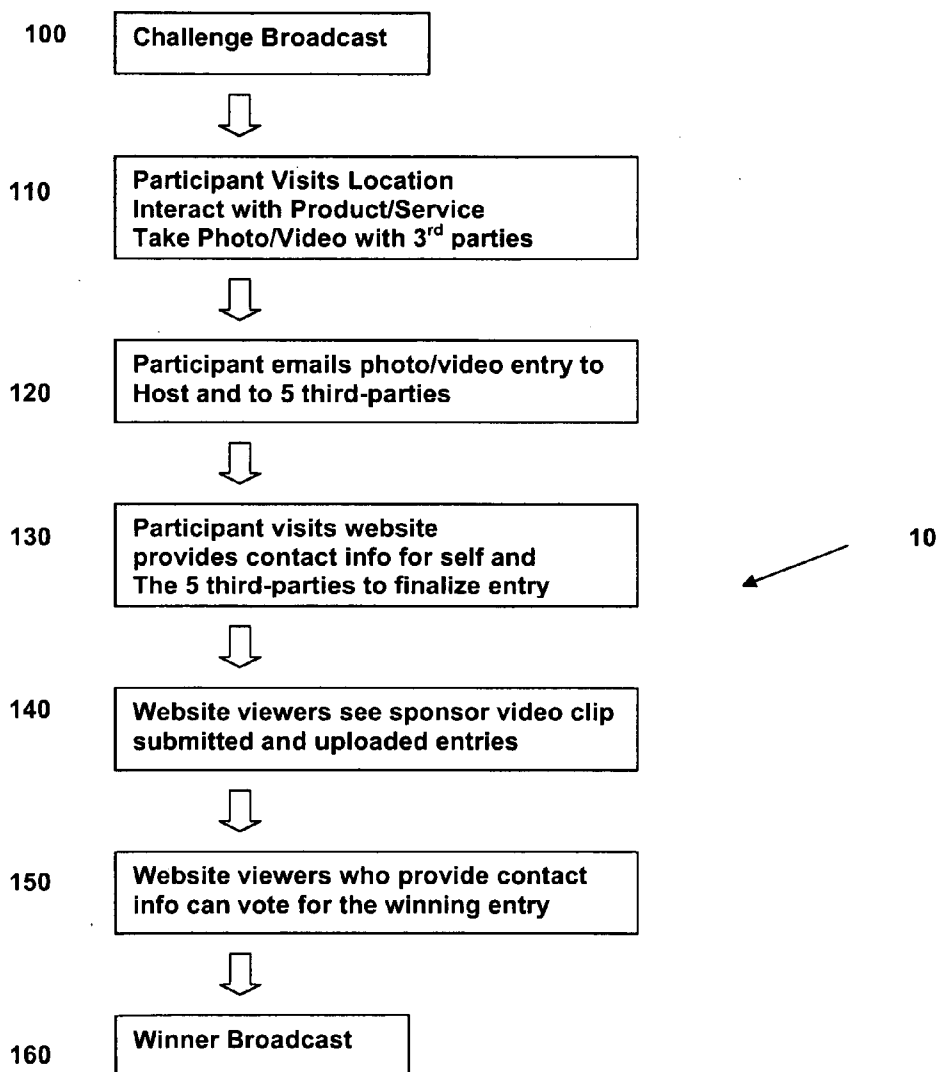 100
Challenge Broadcast
110
Participant Visits Location
Interact with Product/Service
Take Photo/Video with 3rd parties
120
Participant emails photo/video entry to
Host and to 5 third-parties
130
Participant visits website
provides contact info for self and
The 5 third-parties to finalize entry
10
140
Website viewers see sponsor video clip
submitted and uploaded entries
150
Website viewers who provide contact
info can vote for the winning entry
160
Winner Broadcast